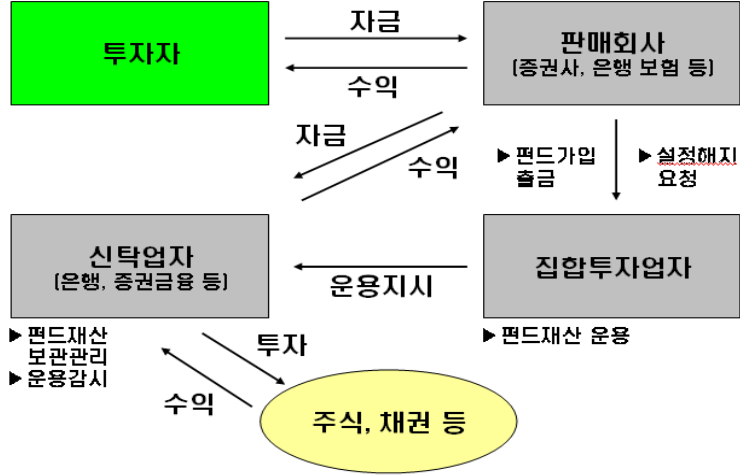 투자자
자금
수익
판매회사
(증권사, 은행 보험 등)
자금
수익
▶ 펀드가입
출금
▶ 설정해지
요청
신탁업자
(은행, 증권금융 등)
운용지시
집합투자업자
▶ 펀드재산
보관관리
▶ 운용감시
▶ 펀드재산 운용
투자
수익
주식, 채권 등